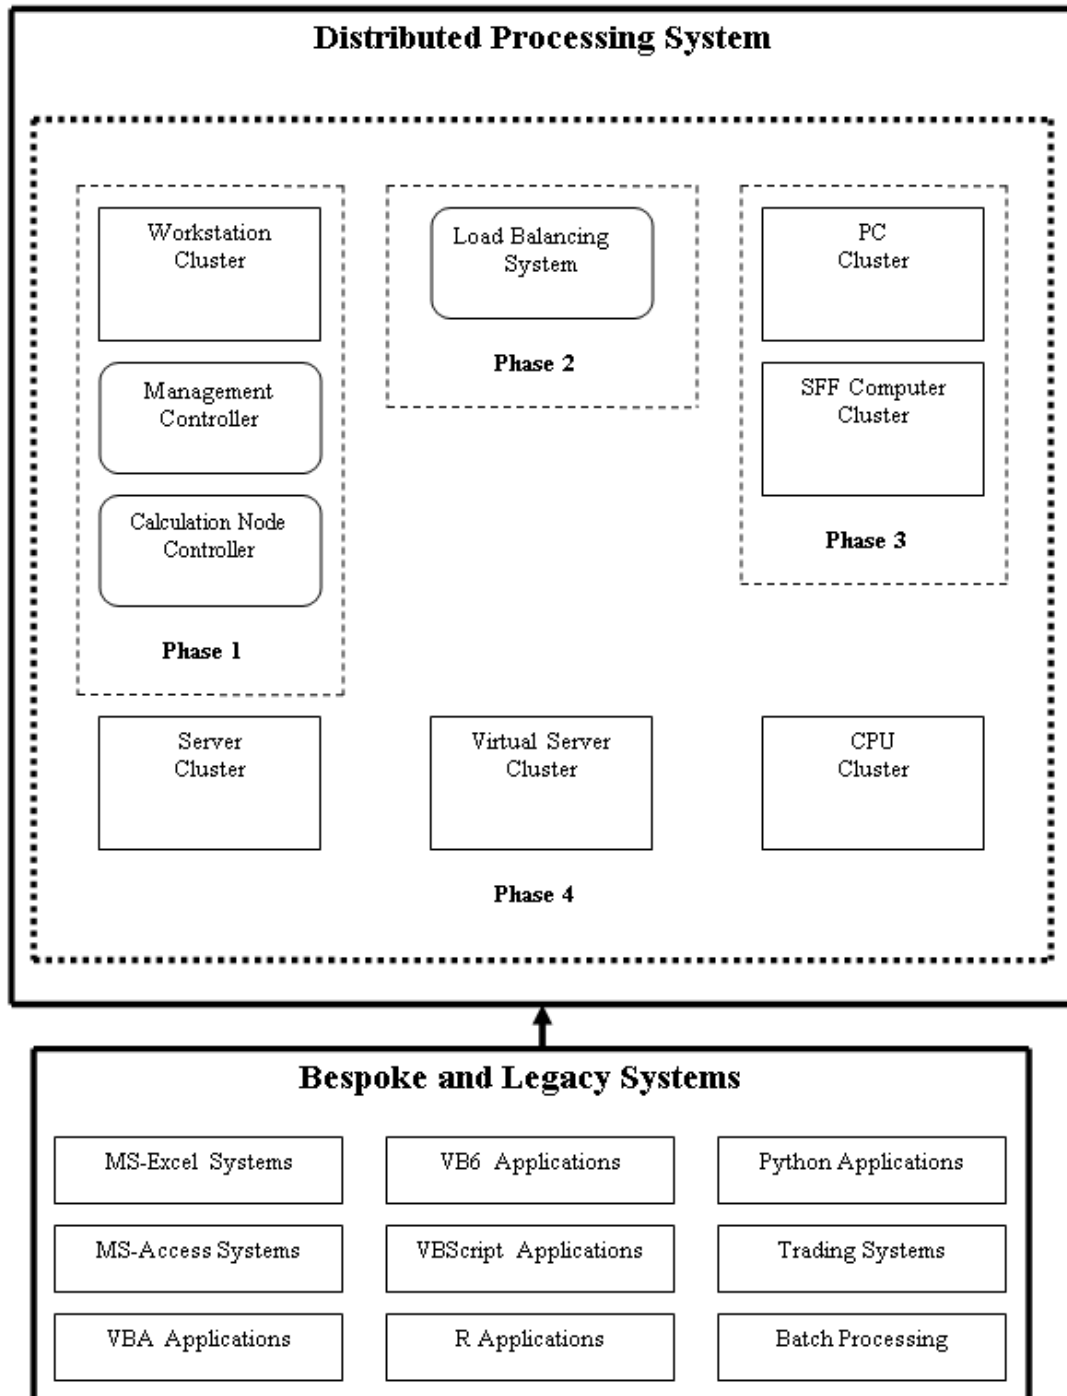 Distributed Processing System
Workstation
Cluster
Management
Controller
Calculation Node
Controller
Phase 1
Load Balancing
System
Phase 2
PC
Cluster
SFF Computer
Cluster
Phase 3
Server
Cluster
Virtual Server
Cluster
CPU
Cluster
Phase 4
Bespoke and Legacy Systems
MS-Excel Systems
VB6 Applications
Python Applications
MS-Access Systems
VBScript Applications
Trading Systems
VBA Applications
R Applications
Batch Processing